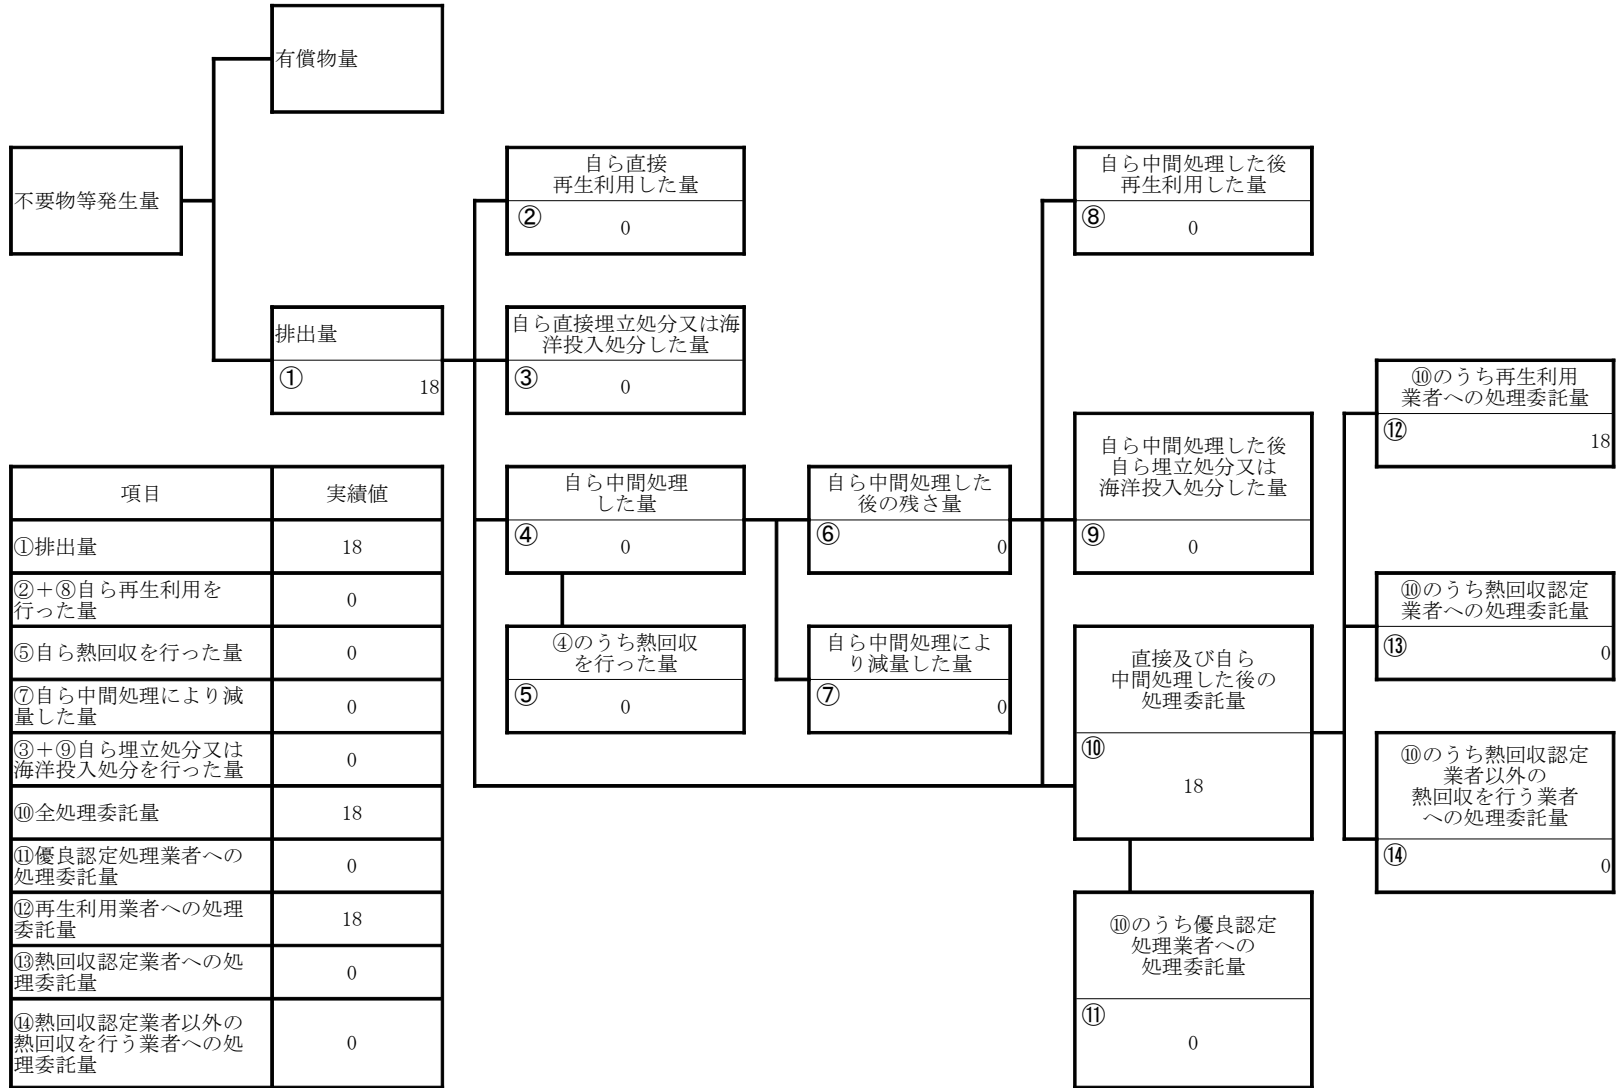 有償物量
不要物等発生量
排出量
①
18
自ら直接
再生利用した量
②
0
自ら直接埋立処分又は海
洋投入処分した量
③
0
自ら中間処理
した量
④
0
④のうち熱回収
を行った量
⑤
0
自ら中間処理した
後の残さ量
⑥
0
自ら中間処理によ
り減量した量
⑦
0
自ら中間処理した後
再生利用した量
⑧
0
自ら中間処理した後
自ら埋立処分又は
海洋投入処分した量
⑨
0
直接及び自ら
中間処理した後の
処理委託量
⑩
18
⑩のうち優良認定
処理業者への
処理委託量
⑪
0
⑩のうち再生利用
業者への処理委託量
⑫
18
⑩のうち熱回収認定
業者への処理委託量
⑬
0
⑩のうち熱回収認定
業者以外の
熱回収を行う業者
への処理委託量
⑭
0
項目 実績値
①排出量 18
②+⑧自ら再生利用を
行った量
0
⑤自ら熱回収を行った量 0
⑦自ら中間処理により減
量した量
0
③+⑨自ら埋立処分又は
海洋投入処分を行った量
0
⑩全処理委託量 18
⑪優良認定処理業者への
処理委託量
0
⑫再生利用業者への処理
委託量
18
⑬熱回収認定業者への処
理委託量
0
⑭熱回収認定業者以外の
熱回収を行う業者への処
理委託量
0